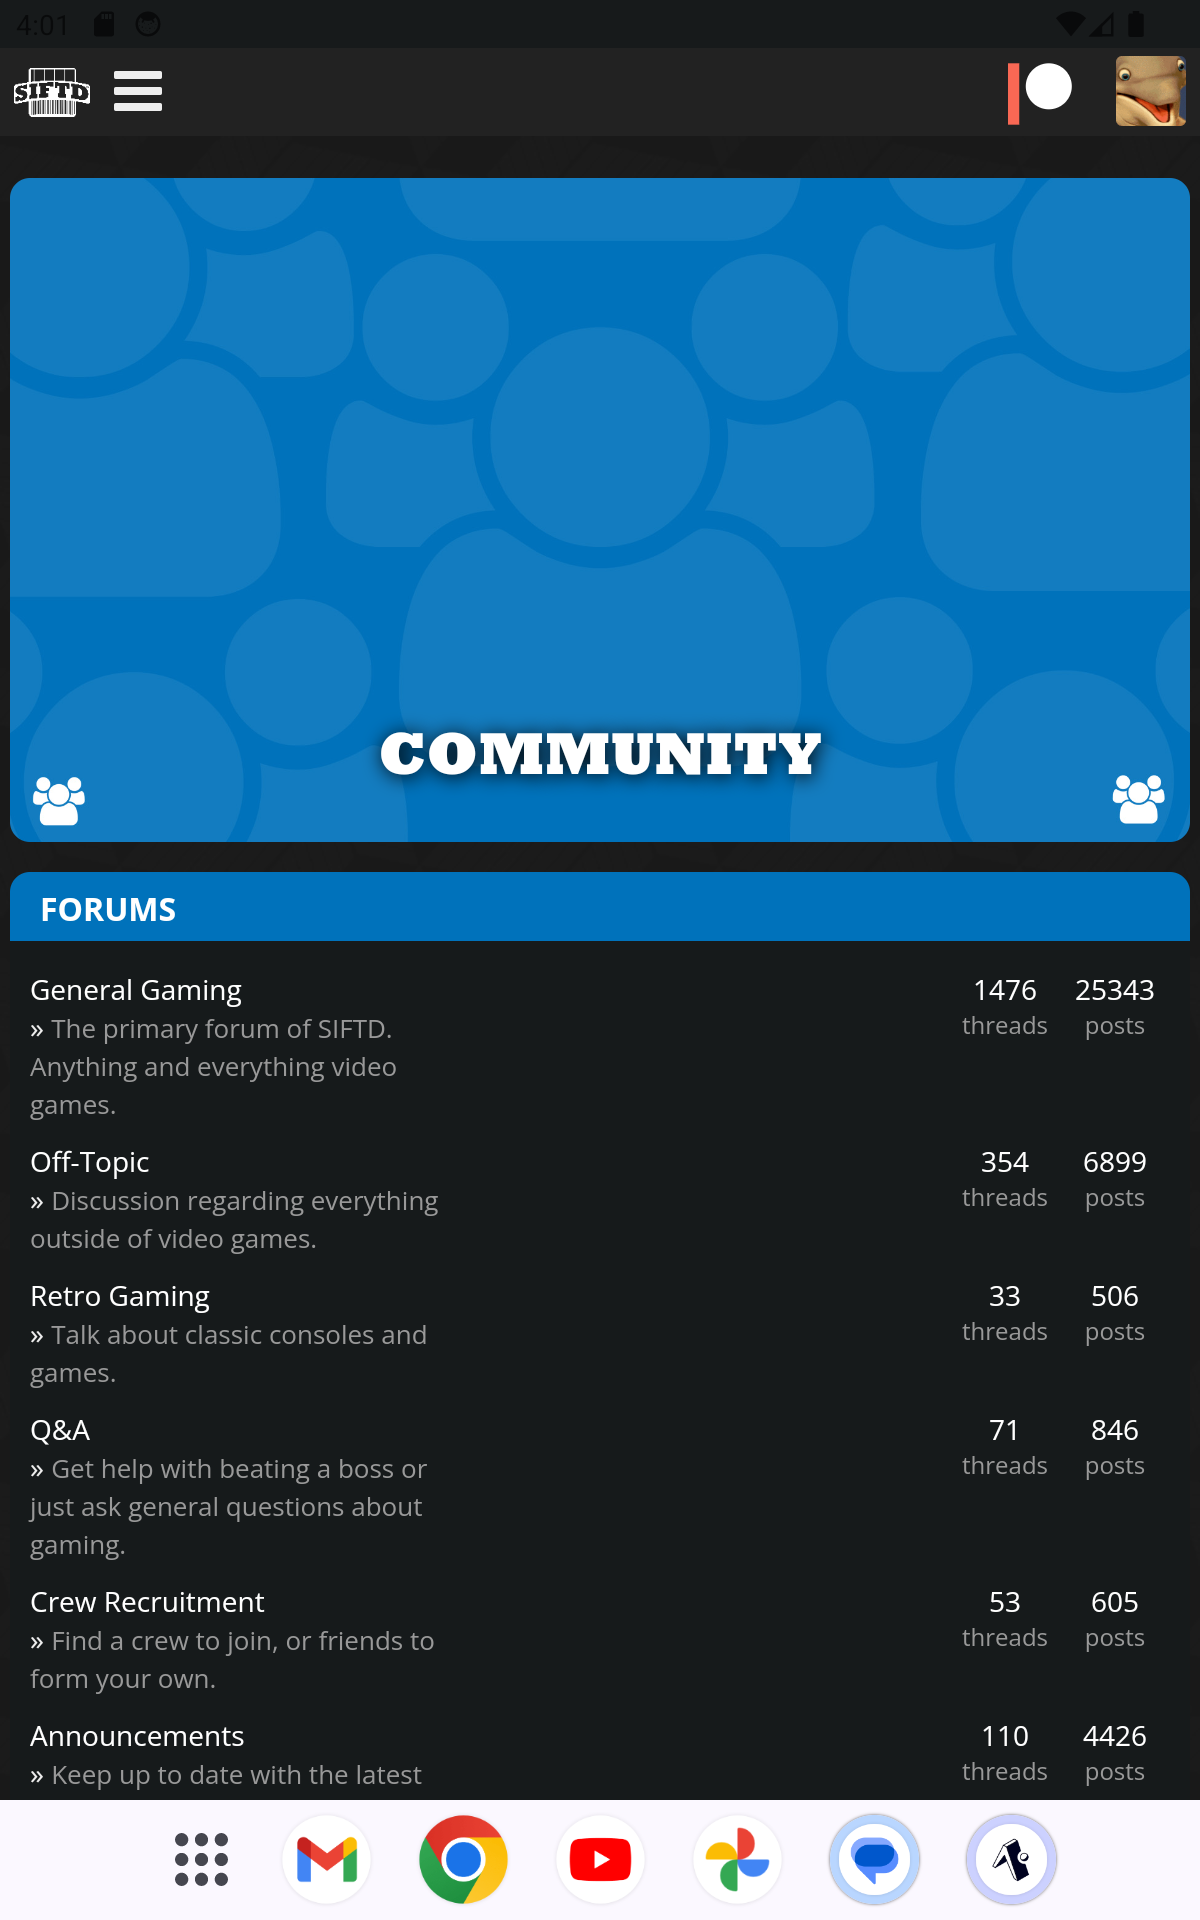 4:01
SIFTD
COMMUNITY
FORUMS
General Gaming 1476 25343
» The primary forum of SIFTD. threads posts
Anything and everything video
games.
Off-Topic 354 6899
» Discussion regarding everything threads posts
outside of video games.
Retro Gaming 33 506
» Talk about classic consoles and threads posts
games.
Q&A 71 846
» Get help with beating a boss or threads posts
just ask general questions about
gaming.
Crew Recruitment 53 605
» Find a crew to join, or friends to threads posts
form your own.
Announcements 110 4426
» Keep up to date with the latest threads posts